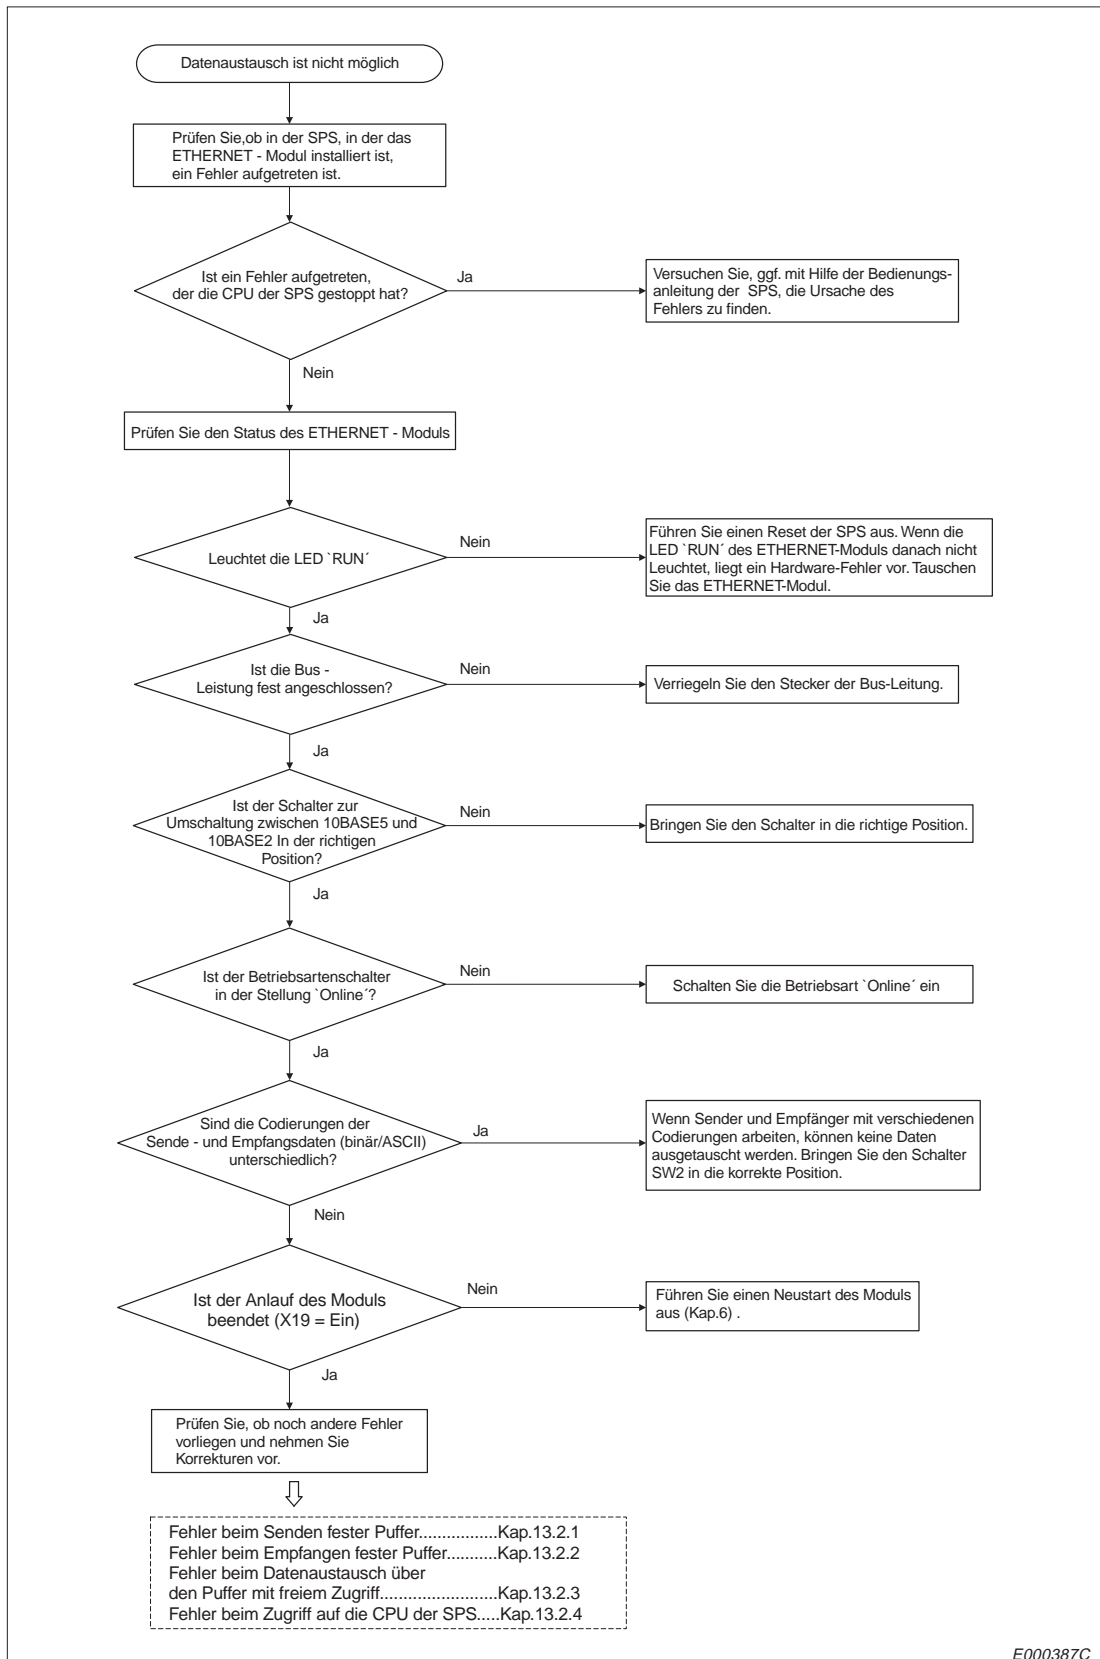 Datenaustausch ist nicht möglich
Prüfen Sie,ob in der SPS, in der das
ETHERNET - Modul installiert ist,
ein Fehler aufgetreten ist.
Ist ein Fehler aufgetreten,
der die CPU der SPS gestoppt hat?
Ja
Versuchen Sie, ggf. mit Hilfe der Bedienungs-
anleitung der SPS, die Ursache des
Fehlers zu finden.
Nein
Prüfen Sie den Status des ETHERNET - Moduls
Leuchtet die LED `RUN´
Nein
Führen Sie einen Reset der SPS aus. Wenn die
LED `RUN´ des ETHERNET-Moduls danach nicht
Leuchtet, liegt ein Hardware-Fehler vor. Tauschen
Sie das ETHERNET-Modul.
Ja
Ist die Bus -
Leistung fest angeschlossen?
Nein
Verriegeln Sie den Stecker der Bus-Leitung.
Ja
Ist der Schalter zur
Umschaltung zwischen 10BASE5 und
10BASE2 In der richtigen
Position?
Nein
Bringen Sie den Schalter in die richtige Position.
Ja
Ist der Betriebsartenschalter
in der Stellung `Online´?
Nein
Schalten Sie die Betriebsart `Online´ ein
Ja
Sind die Codierungen der
Sende - und Empfangsdaten (binär/ASCII)
unterschiedlich?
Ja
Wenn Sender und Empfänger mit verschiedenen
Codierungen arbeiten, können keine Daten
ausgetauscht werden. Bringen Sie den Schalter
SW2 in die korrekte Position.
Nein
Ist der Anlauf des Moduls
beendet (X19 = Ein)
Nein
Führen Sie einen Neustart des Moduls
aus (Kap.6) .
Ja
Prüfen Sie, ob noch andere Fehler
vorliegen und nehmen Sie
Korrekturen vor.
Fehler beim Senden fester Puffer.................Kap.13.2.1
Fehler beim Empfangen fester Puffer...........Kap.13.2.2
Fehler beim Datenaustausch über
den Puffer mit freiem Zugriff.........................Kap.13.2.3
Fehler beim Zugriff auf die CPU der SPS.....Kap.13.2.4
E000387C